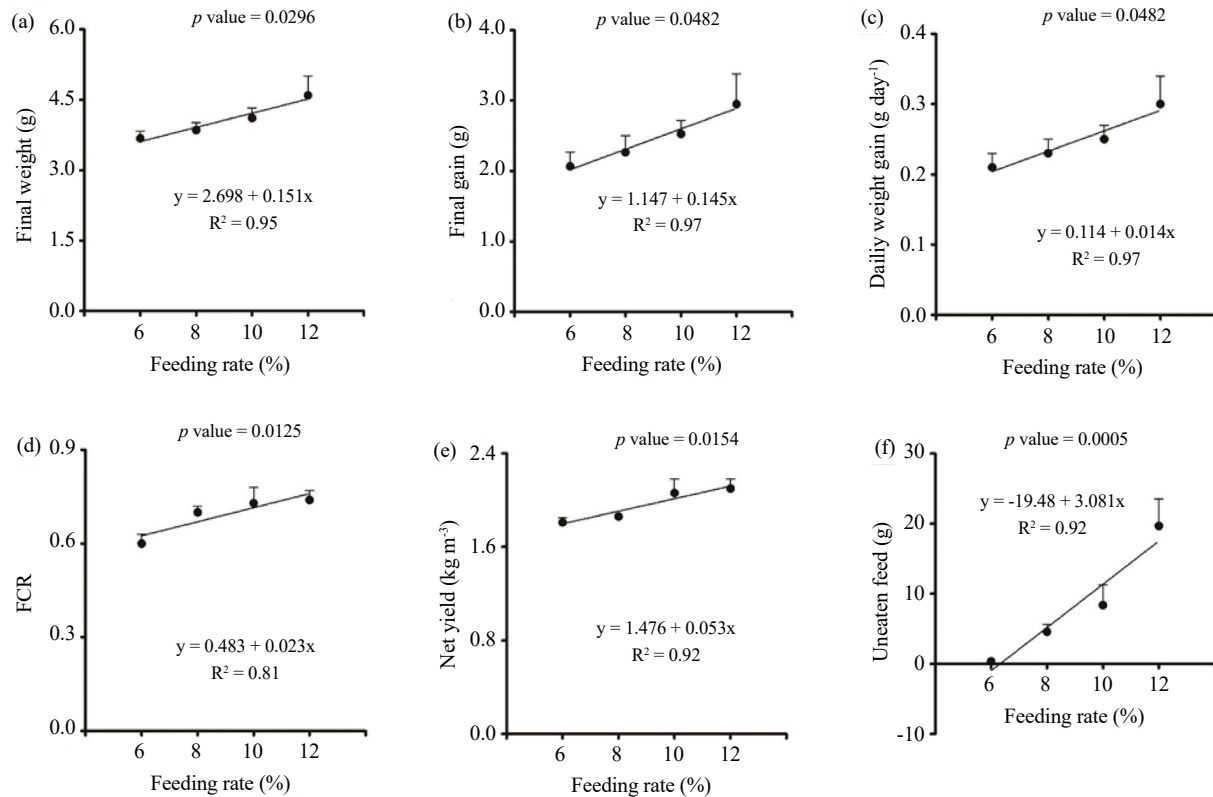 (a)
p value = 0.0296
6.0
4.5
3.0
1.5
0.0
Final weight (g)
y = 2.698 + 0.151x
R² = 0.95
6 8 10 12
Feeding rate (%)
(b)
p value = 0.0482
4.0
3.0
2.0
1.0
0.0
Final gain (g)
y = 1.147 + 0.145x
R² = 0.97
6 8 10 12
Feeding rate (%)
(c)
p value = 0.0482
0.4
0.3
0.2
0.1
0.0
Dailiy weight gain (g day⁻¹)
y = 0.114 + 0.014x
R² = 0.97
6 8 10 12
Feeding rate (%)
(d)
p value = 0.0125
0.9
0.6
0.3
0.0
FCR
y = 0.483 + 0.023x
R² = 0.81
6 8 10 12
Feeding rate (%)
(e)
p value = 0.0154
2.4
1.6
0.8
0.0
Net yield (kg m⁻³)
y = 1.476 + 0.053x
R² = 0.92
6 8 10 12
Feeding rate (%)
(f)
p value = 0.0005
30
20
10
0
-10
Uneaten feed (g)
y = -19.48 + 3.081x
R² = 0.92
6 8 10 12
Feeding rate (%)